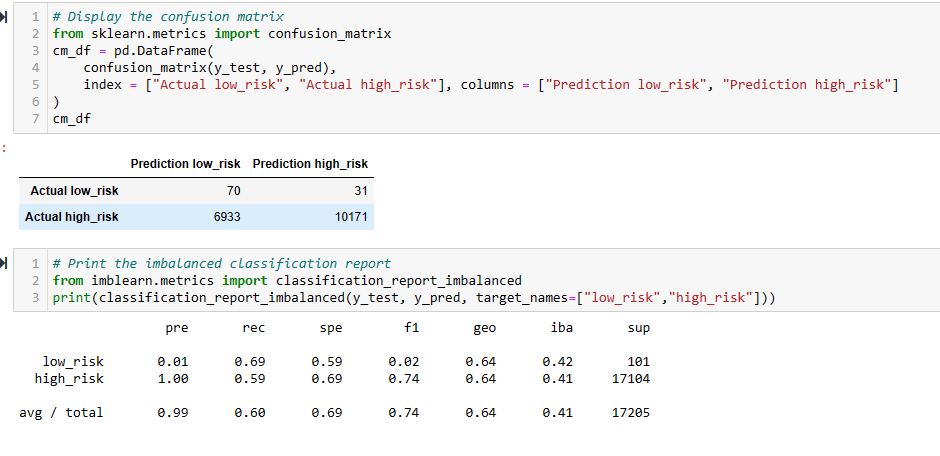 1 # Display the confusion matrix
2 from sklearn.metrics import confusion_matrix
3 cm_df = pd.DataFrame(
4     confusion_matrix(y_test, y_pred),
5     index = ["Actual low_risk", "Actual high_risk"], columns = ["Prediction low_risk", "Prediction high_risk"]
6 )
7 cm_df
:
Prediction low_risk Prediction high_risk
Actual low_risk 70 31
Actual high_risk 6933 10171
1 # Print the imbalanced classification report
2 from imblearn.metrics import classification_report_imbalanced
3 print(classification_report_imbalanced(y_test, y_pred, target_names=["low_risk","high_risk"]))
pre rec spe f1 geo iba sup
low_risk 0.01 0.69 0.59 0.02 0.64 0.42 101
high_risk 1.00 0.59 0.69 0.74 0.64 0.41 17104
avg / total 0.99 0.60 0.69 0.74 0.64 0.41 17205